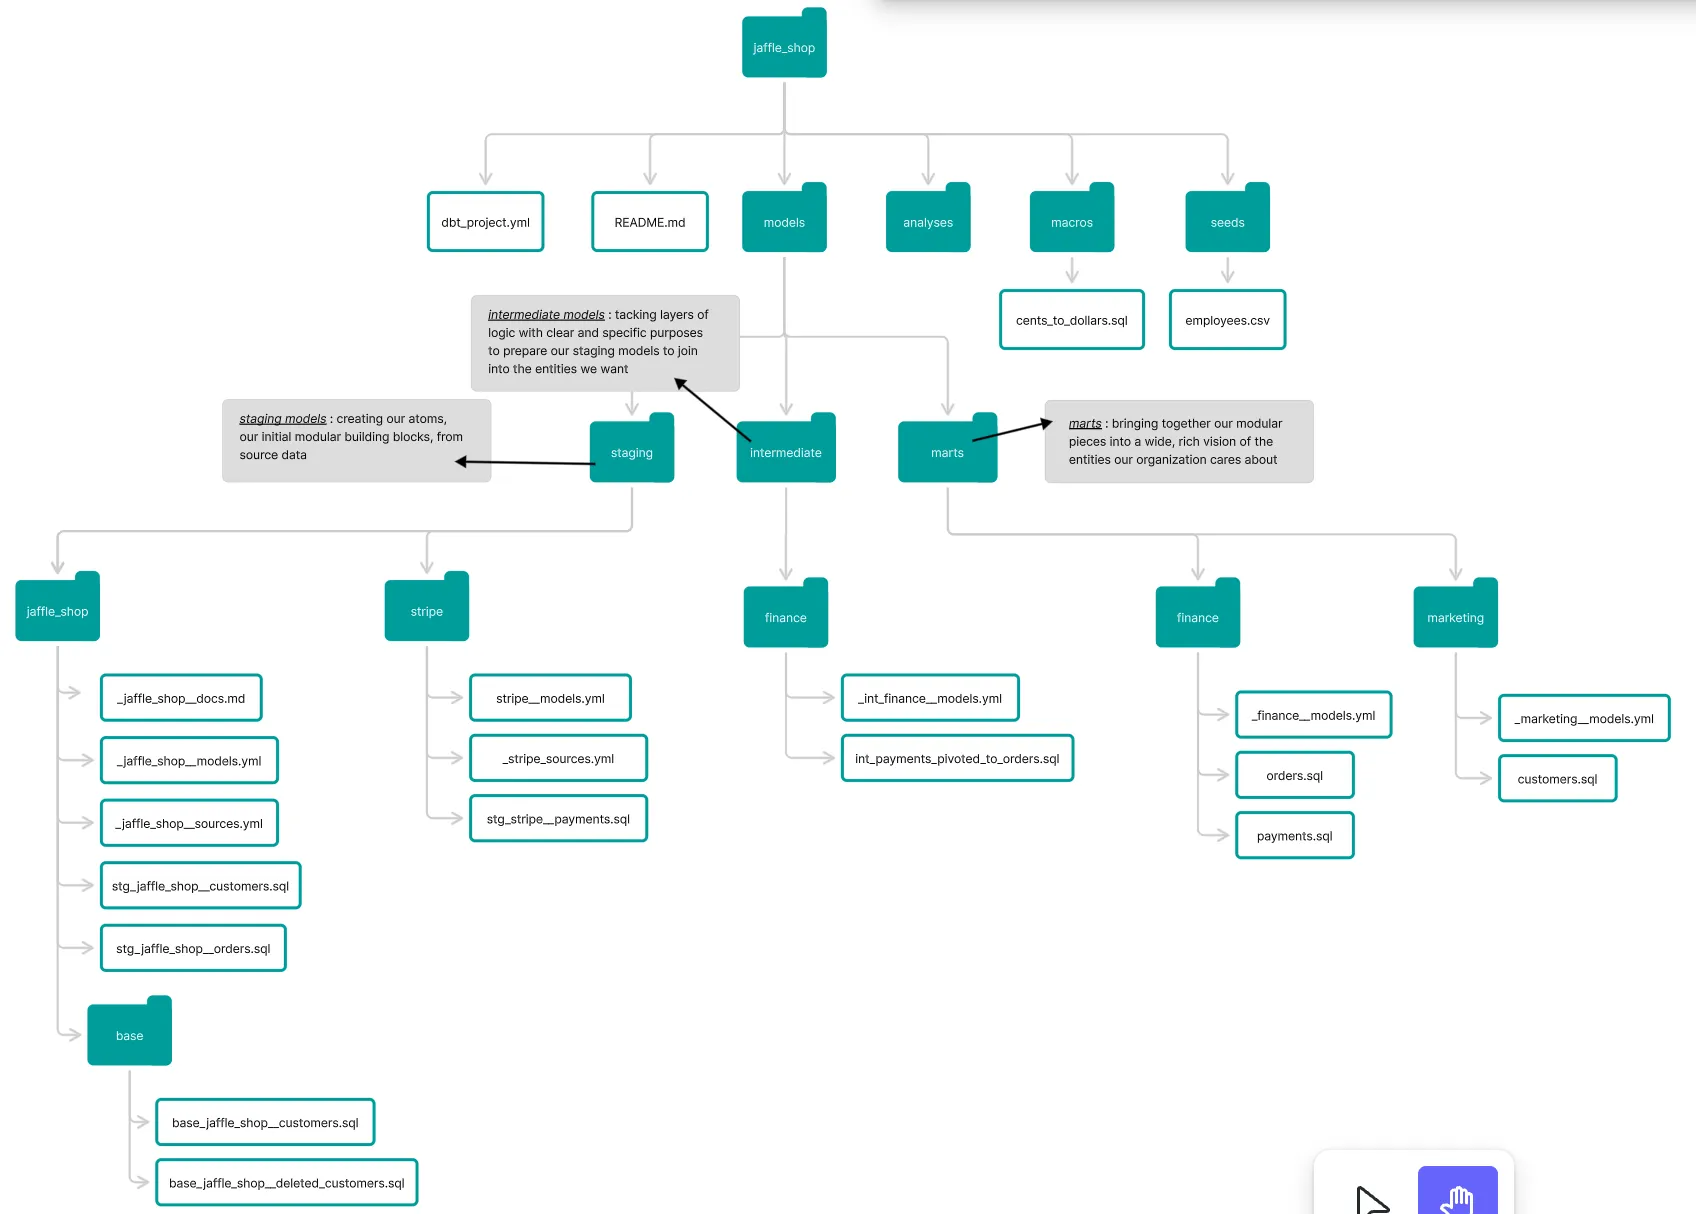 jaffle_shop
dbt_project.yml
README.md
models
analyses
macros
seeds
cents_to_dollars.sql
employees.csv
intermediate models : tacking layers of
logic with clear and specific purposes
to prepare our staging models to join
into the entities we want
staging models : creating our atoms,
our initial modular building blocks, from
source data
staging
intermediate
marts
marts : bringing together our modular
pieces into a wide, rich vision of the
entities our organization cares about
jaffle_shop
stripe
finance
finance
marketing
_jaffle_shop__docs.md
_jaffle_shop__models.yml
_jaffle_shop__sources.yml
stg_jaffle_shop__customers.sql
stg_jaffle_shop__orders.sql
base
base_jaffle_shop__customers.sql
base_jaffle_shop__deleted_customers.sql
stripe__models.yml
_stripe_sources.yml
stg_stripe__payments.sql
_int_finance__models.yml
int_payments_pivoted_to_orders.sql
_finance__models.yml
orders.sql
payments.sql
_marketing__models.yml
customers.sql